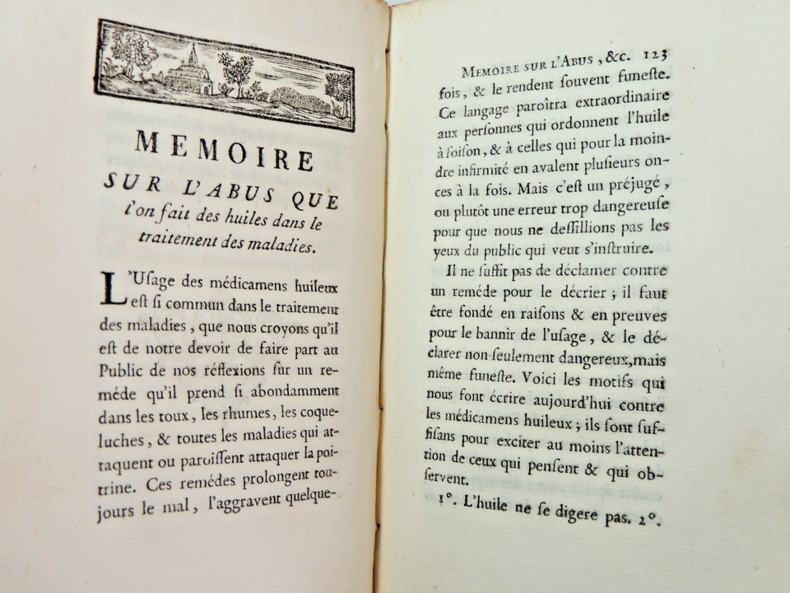 MEMOIRE
SUR L'ABUS QUE
l'on fait des huiles dans le
traitement des maladies.
L'Uſage des médicamens huileux
eſt ſi commun dans le traitement
des maladies, que nous croyons qu'il
eſt de notre devoir de faire part au
Public de nos réflexions ſur un re-
méde qu'il prend ſi abondamment
dans les toux, les rhumes, les coque-
luches, & toutes les maladies qui at-
taquent ou paroiſſent attaquer la poi-
trine. Ces remédes prolongent tou-
jours le mal, l'aggravent quelque-
MEMOIRE SUR L'ABUS, &c. 123
fois, & le rendent ſouvent funeſte.
Ce langage paroîtra extraordinaire
aux perſonnes qui ordonnent l'huile
à foiſon, & à celles qui pour la moin-
dre infirmité en avalent pluſieurs on-
ces à la fois. Mais c'eſt un préjugé,
ou plutôt une erreur trop dangereuſe
pour que nous ne deſſillions pas les
yeux du public qui veut s'inſtruire.
Il ne ſuffit pas de déclamer contre
un reméde pour le décrier; il faut
être fondé en raiſons & en preuves
pour le bannir de l'uſage, & le dé-
clarer non-ſeulement dangereux, mais
même funeſte. Voici les motifs qui
nous font écrire aujourd'hui contre
les médicamens huileux; ils ſont ſuf-
fiſans pour exciter au moins l'atten-
tion de ceux qui penſent & qui ob-
ſervent.
1°. L'huile ne ſe digere pas. 2°.